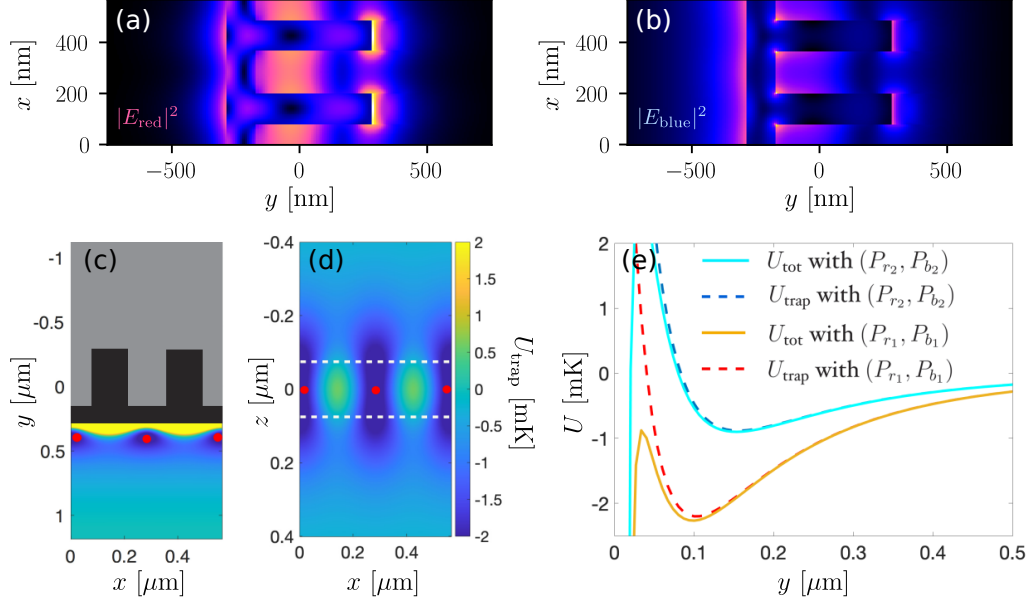 (a)
x [nm]
400
200
0
|E_red|^2
−500
0
500
y [nm]
(b)
x [nm]
400
200
0
|E_blue|^2
−500
0
500
y [nm]
(c)
y [μm]
-1
-0.5
0
0.5
1
0
0.2
0.4
x [μm]
(d)
z [μm]
-0.4
-0.2
0
0.2
0.4
0
0.2
0.4
x [μm]
2
1.5
1
0.5
0
-0.5
-1
-1.5
-2
U_trap [mK]
(e)
U [mK]
2
1
0
-1
-2
U_tot with (P_r2, P_b2)
U_trap with (P_r2, P_b2)
U_tot with (P_r1, P_b1)
U_trap with (P_r1, P_b1)
0
0.1
0.2
0.3
0.4
0.5
y [μm]